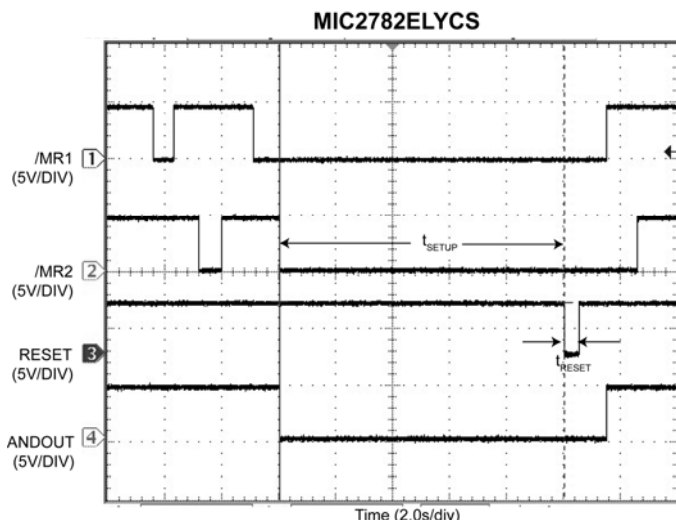 MIC2782ELYCS
/MR1
(5V/DIV)
1
/MR2
(5V/DIV)
2
tSETUP
RESET
(5V/DIV)
3
tRESET
ANDOUT
(5V/DIV)
4
Time (2.0s/div)